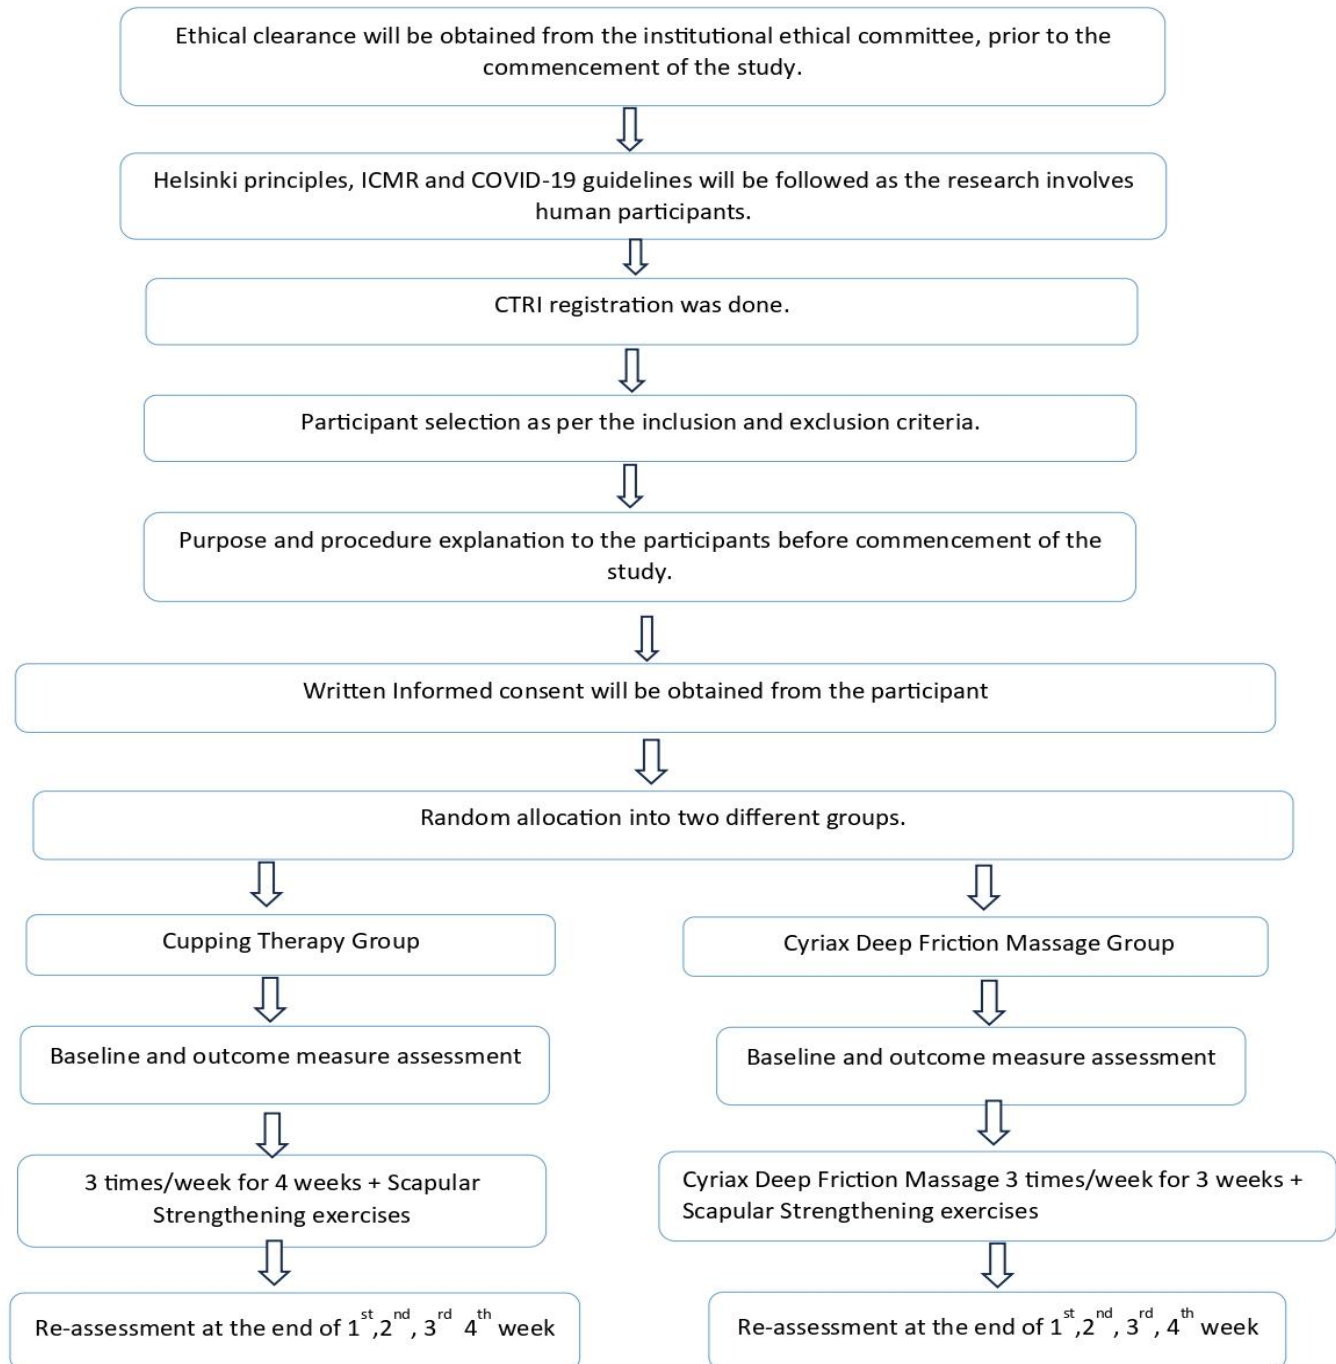 Ethical clearance will be obtained from the institutional ethical committee, prior to the
commencement of the study.
Helsinki principles, ICMR and COVID-19 guidelines will be followed as the research involves
human participants.
CTRI registration was done.
Participant selection as per the inclusion and exclusion criteria.
Purpose and procedure explanation to the participants before commencement of the
study.
Written Informed consent will be obtained from the participant
Random allocation into two different groups.
Cupping Therapy Group
Cyriax Deep Friction Massage Group
Baseline and outcome measure assessment
Baseline and outcome measure assessment
3 times/week for 4 weeks + Scapular
Strengthening exercises
Cyriax Deep Friction Massage 3 times/week for 3 weeks +
Scapular Strengthening exercises
Re-assessment at the end of 1st,2nd, 3rd 4th week
Re-assessment at the end of 1st,2nd, 3rd, 4th week